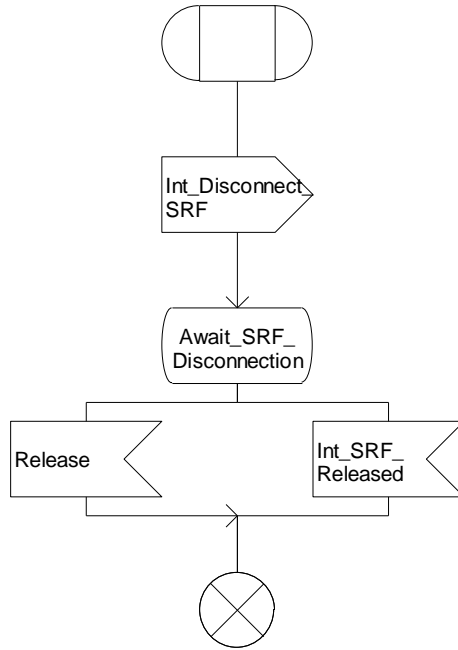 Int_Disconnect_
SRF
Await_SRF_
Disconnection
Release
Int_SRF_
Released